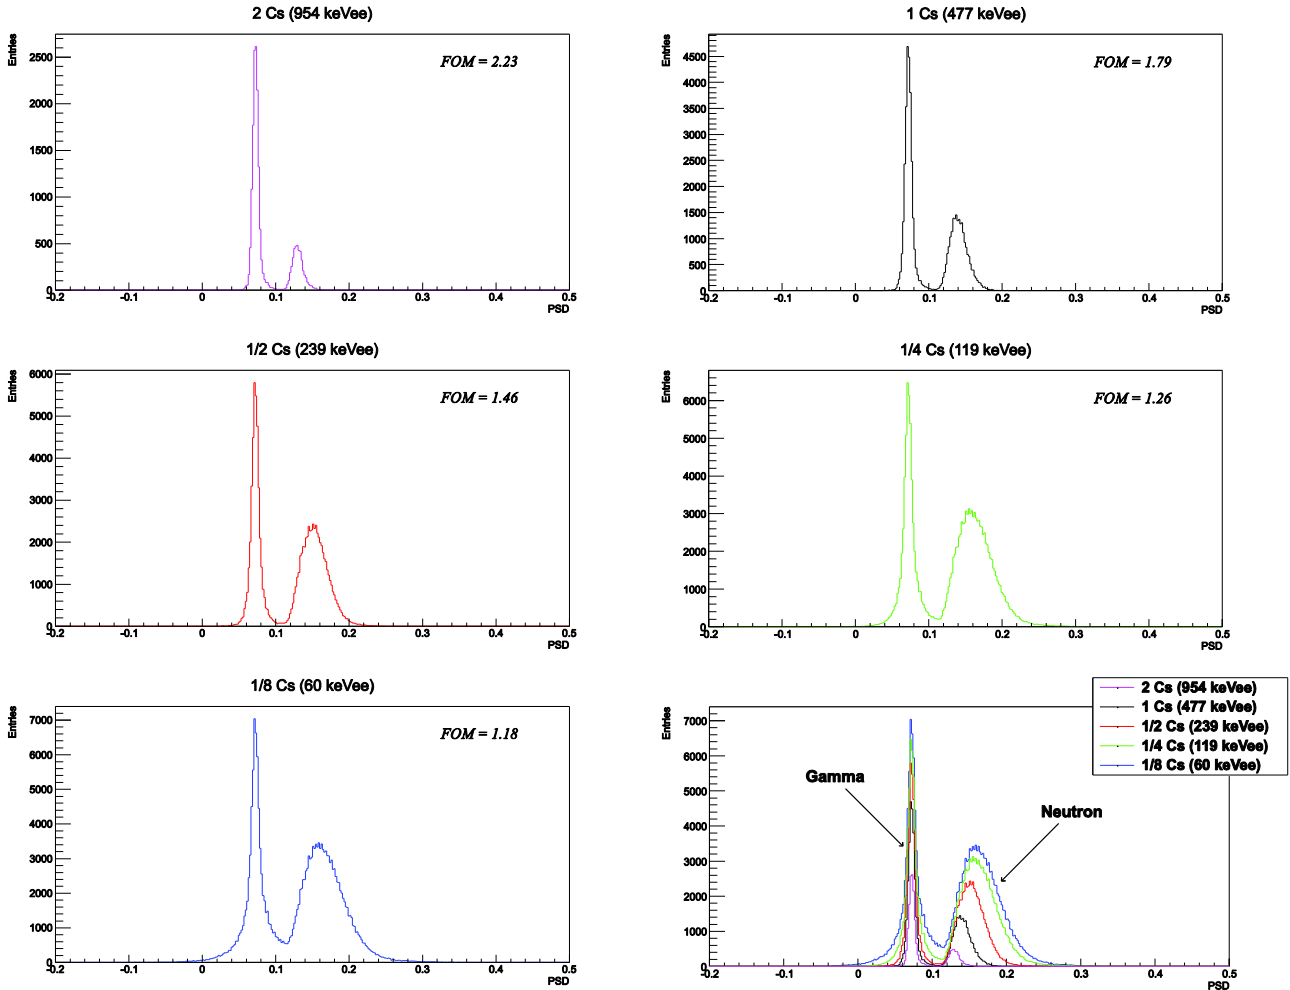 2 Cs (954 keVee)
Entries
FOM = 2.23
2500
2000
1500
1000
500
0
-0.2 -0.1 0 0.1 0.2 0.3 0.4 0.5
PSD
1 Cs (477 keVee)
Entries
FOM = 1.79
4500
4000
3500
3000
2500
2000
1500
1000
500
0
-0.2 -0.1 0 0.1 0.2 0.3 0.4 0.5
PSD
1/2 Cs (239 keVee)
Entries
FOM = 1.46
6000
5000
4000
3000
2000
1000
0
-0.2 -0.1 0 0.1 0.2 0.3 0.4 0.5
PSD
1/4 Cs (119 keVee)
Entries
FOM = 1.26
6000
5000
4000
3000
2000
1000
0
-0.2 -0.1 0 0.1 0.2 0.3 0.4 0.5
PSD
1/8 Cs (60 keVee)
Entries
FOM = 1.18
7000
6000
5000
4000
3000
2000
1000
0
-0.2 -0.1 0 0.1 0.2 0.3 0.4 0.5
PSD
2 Cs (954 keVee)
1 Cs (477 keVee)
1/2 Cs (239 keVee)
1/4 Cs (119 keVee)
1/8 Cs (60 keVee)
Entries
Gamma
Neutron
7000
6000
5000
4000
3000
2000
1000
0
-0.2 -0.1 0 0.1 0.2 0.3 0.4 0.5
PSD